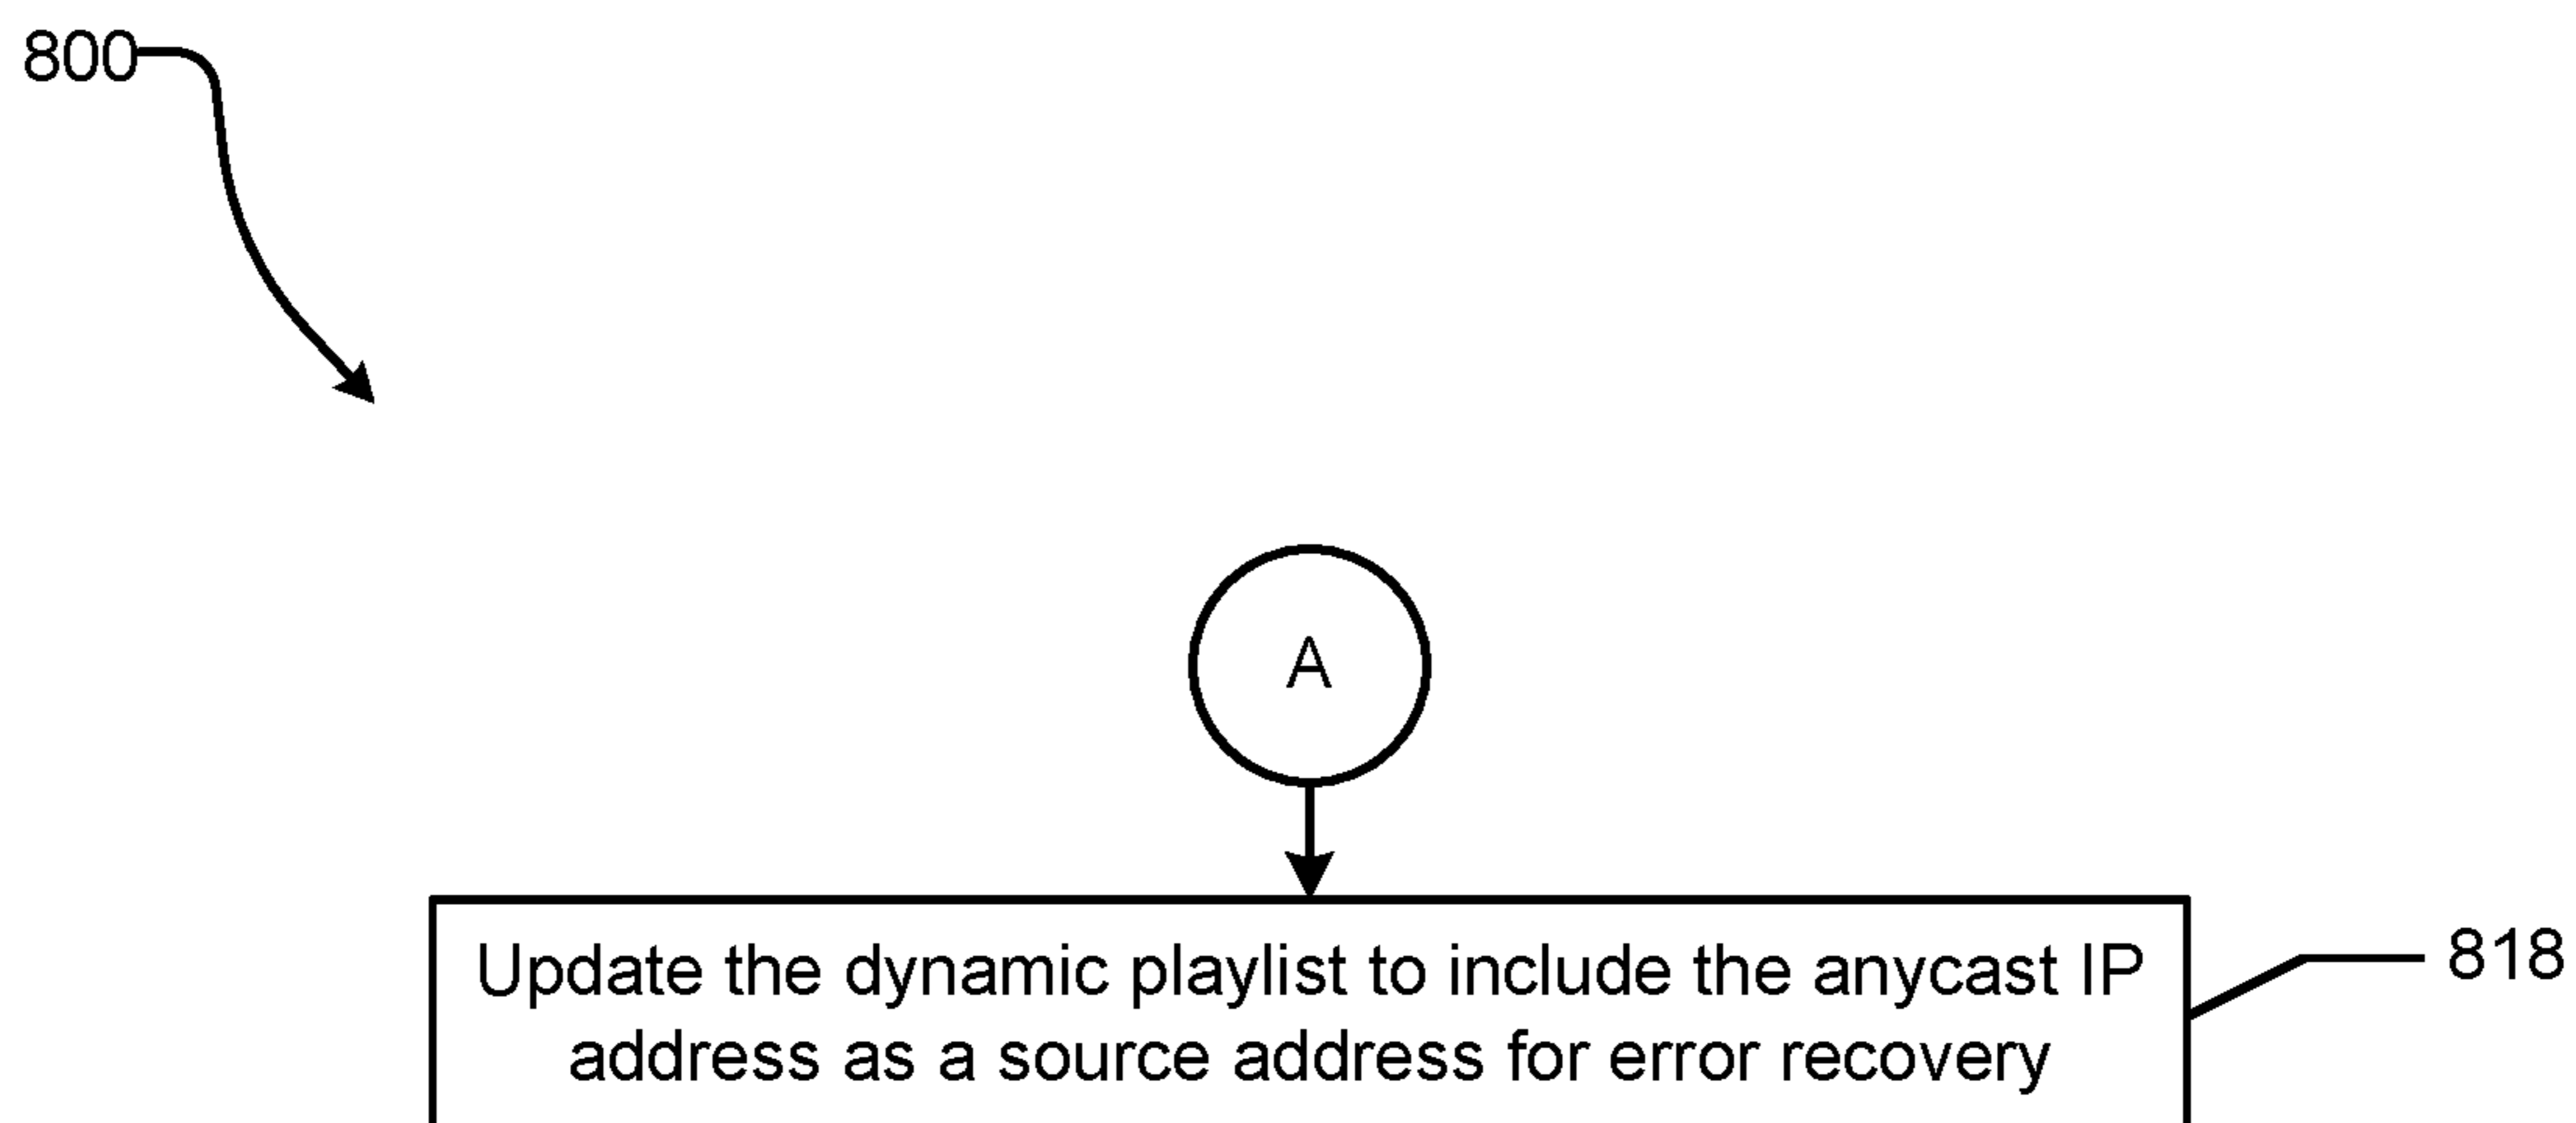 800
A
Update the dynamic playlist to include the anycast IP
address as a source address for error recovery
818